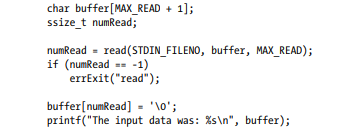 char buffer[MAX_READ + 1];
ssize_t numRead;

numRead = read(STDIN_FILENO, buffer, MAX_READ);
if (numRead == -1)
    errExit("read");

buffer[numRead] = '\0';
printf("The input data was: %s\n", buffer);